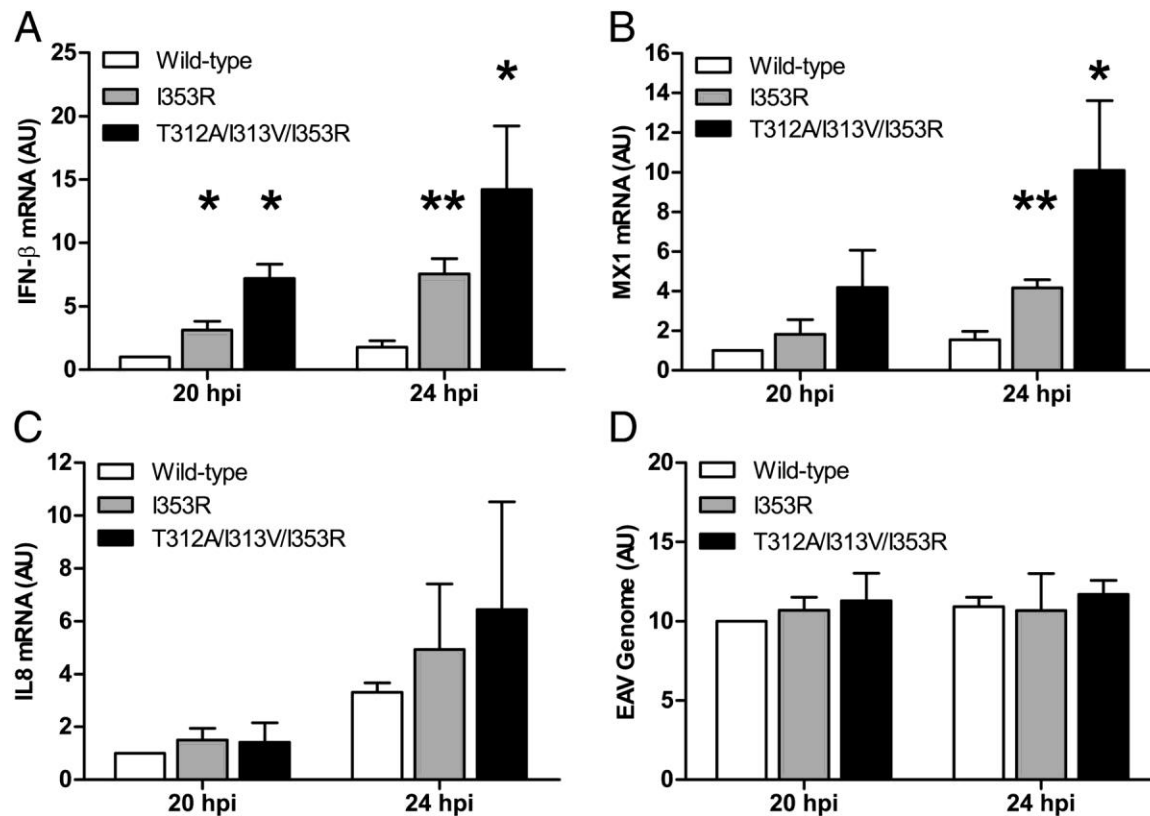 A
IFN-β mRNA (AU)
25
20
15
10
5
0
Wild-type
I353R
T312A/I313V/I353R
*
*
**
*
20 hpi
24 hpi
B
MX1 mRNA (AU)
16
14
12
10
8
6
4
2
0
Wild-type
I353R
T312A/I313V/I353R
**
*
20 hpi
24 hpi
C
IL8 mRNA (AU)
12
10
8
6
4
2
0
Wild-type
I353R
T312A/I313V/I353R
20 hpi
24 hpi
D
EAV Genome (AU)
20
15
10
5
0
Wild-type
I353R
T312A/I313V/I353R
20 hpi
24 hpi